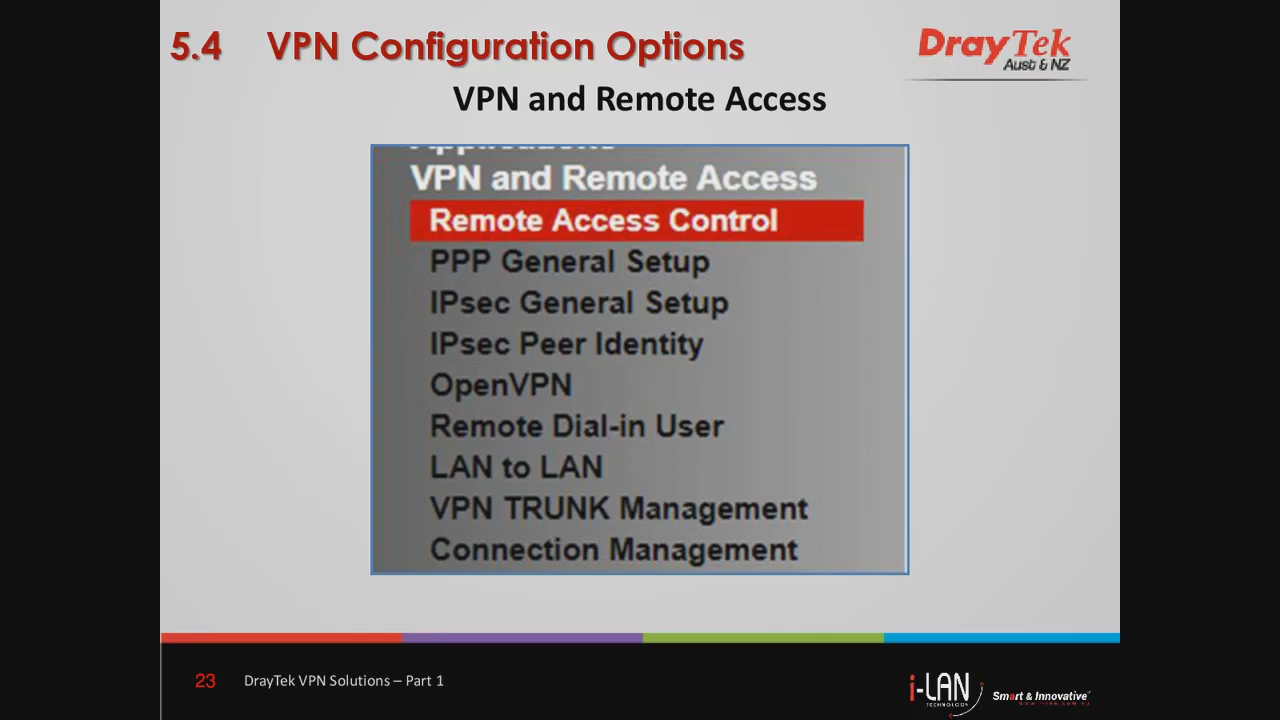 5.4 VPN Configuration Options
DrayTek
Aust & NZ
VPN and Remote Access
Applications
VPN and Remote Access
Remote Access Control
PPP General Setup
IPsec General Setup
IPsec Peer Identity
OpenVPN
Remote Dial-in User
LAN to LAN
VPN TRUNK Management
Connection Management
23 DrayTek VPN Solutions – Part 1
i-LAN
TECHNOLOGY
Smart & Innovative